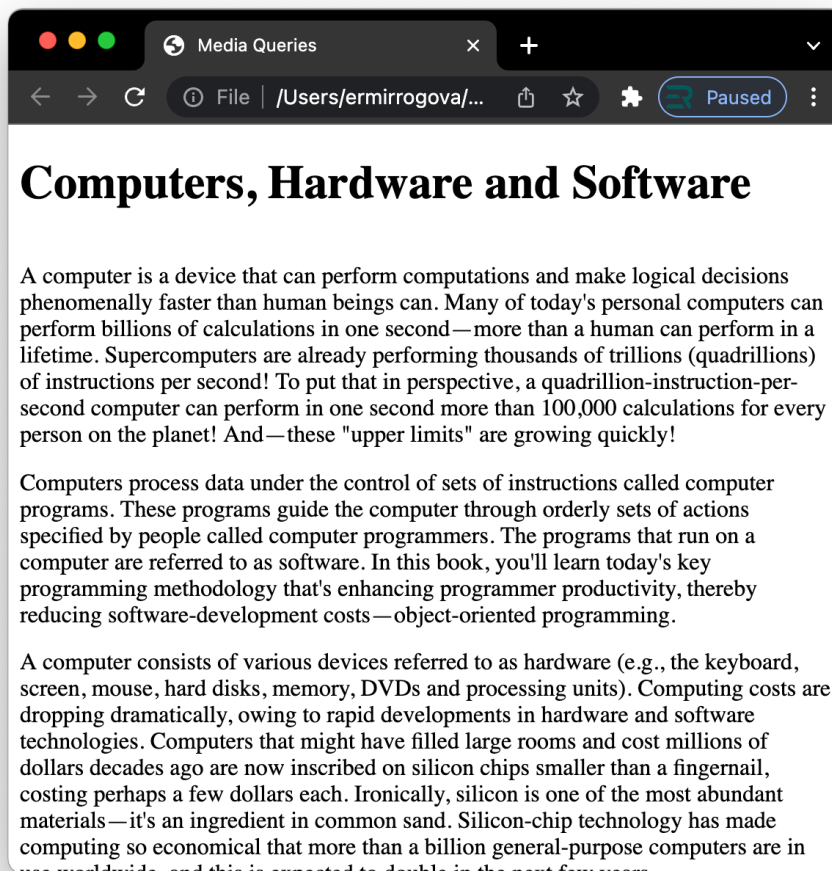 Media Queries
File
/Users/ermirrogova/...
Paused
Computers, Hardware and Software
A computer is a device that can perform computations and make logical decisions
phenomenally faster than human beings can. Many of today's personal computers can
perform billions of calculations in one second—more than a human can perform in a
lifetime. Supercomputers are already performing thousands of trillions (quadrillions)
of instructions per second! To put that in perspective, a quadrillion-instruction-per-
second computer can perform in one second more than 100,000 calculations for every
person on the planet! And—these "upper limits" are growing quickly!
Computers process data under the control of sets of instructions called computer
programs. These programs guide the computer through orderly sets of actions
specified by people called computer programmers. The programs that run on a
computer are referred to as software. In this book, you'll learn today's key
programming methodology that's enhancing programmer productivity, thereby
reducing software-development costs—object-oriented programming.
A computer consists of various devices referred to as hardware (e.g., the keyboard,
screen, mouse, hard disks, memory, DVDs and processing units). Computing costs are
dropping dramatically, owing to rapid developments in hardware and software
technologies. Computers that might have filled large rooms and cost millions of
dollars decades ago are now inscribed on silicon chips smaller than a fingernail,
costing perhaps a few dollars each. Ironically, silicon is one of the most abundant
materials—it's an ingredient in common sand. Silicon-chip technology has made
computing so economical that more than a billion general-purpose computers are in
use worldwide, and this is expected to double in the next few years.